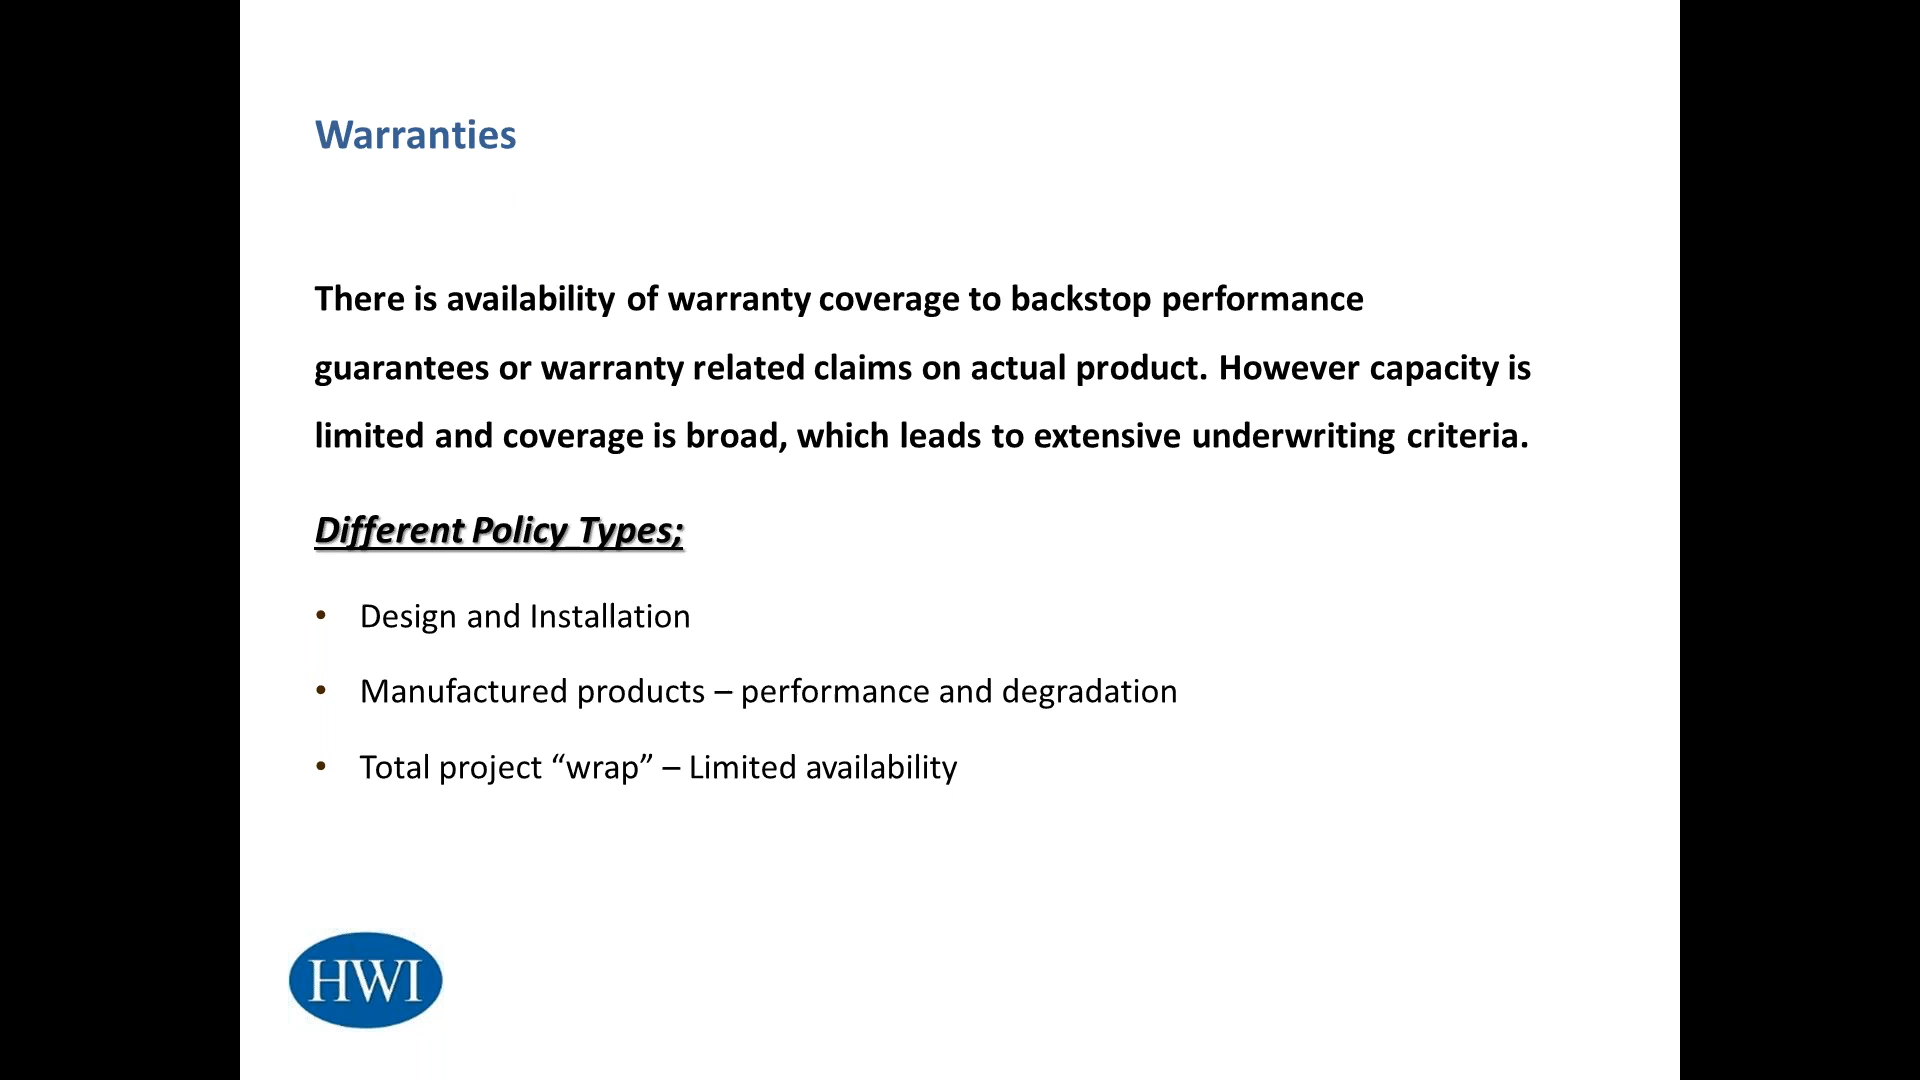 Warranties
There is availability of warranty coverage to backstop performance
guarantees or warranty related claims on actual product. However capacity is
limited and coverage is broad, which leads to extensive underwriting criteria.
Different Policy Types;
• Design and Installation
• Manufactured products – performance and degradation
• Total project “wrap” – Limited availability
HWI